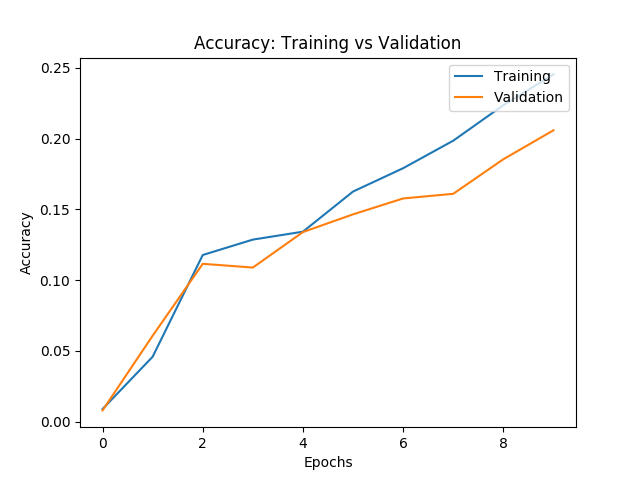 Accuracy: Training vs Validation
Training
Validation
0.25
0.20
0.15
0.10
0.05
0.00
Accuracy
0 2 4 6 8
Epochs